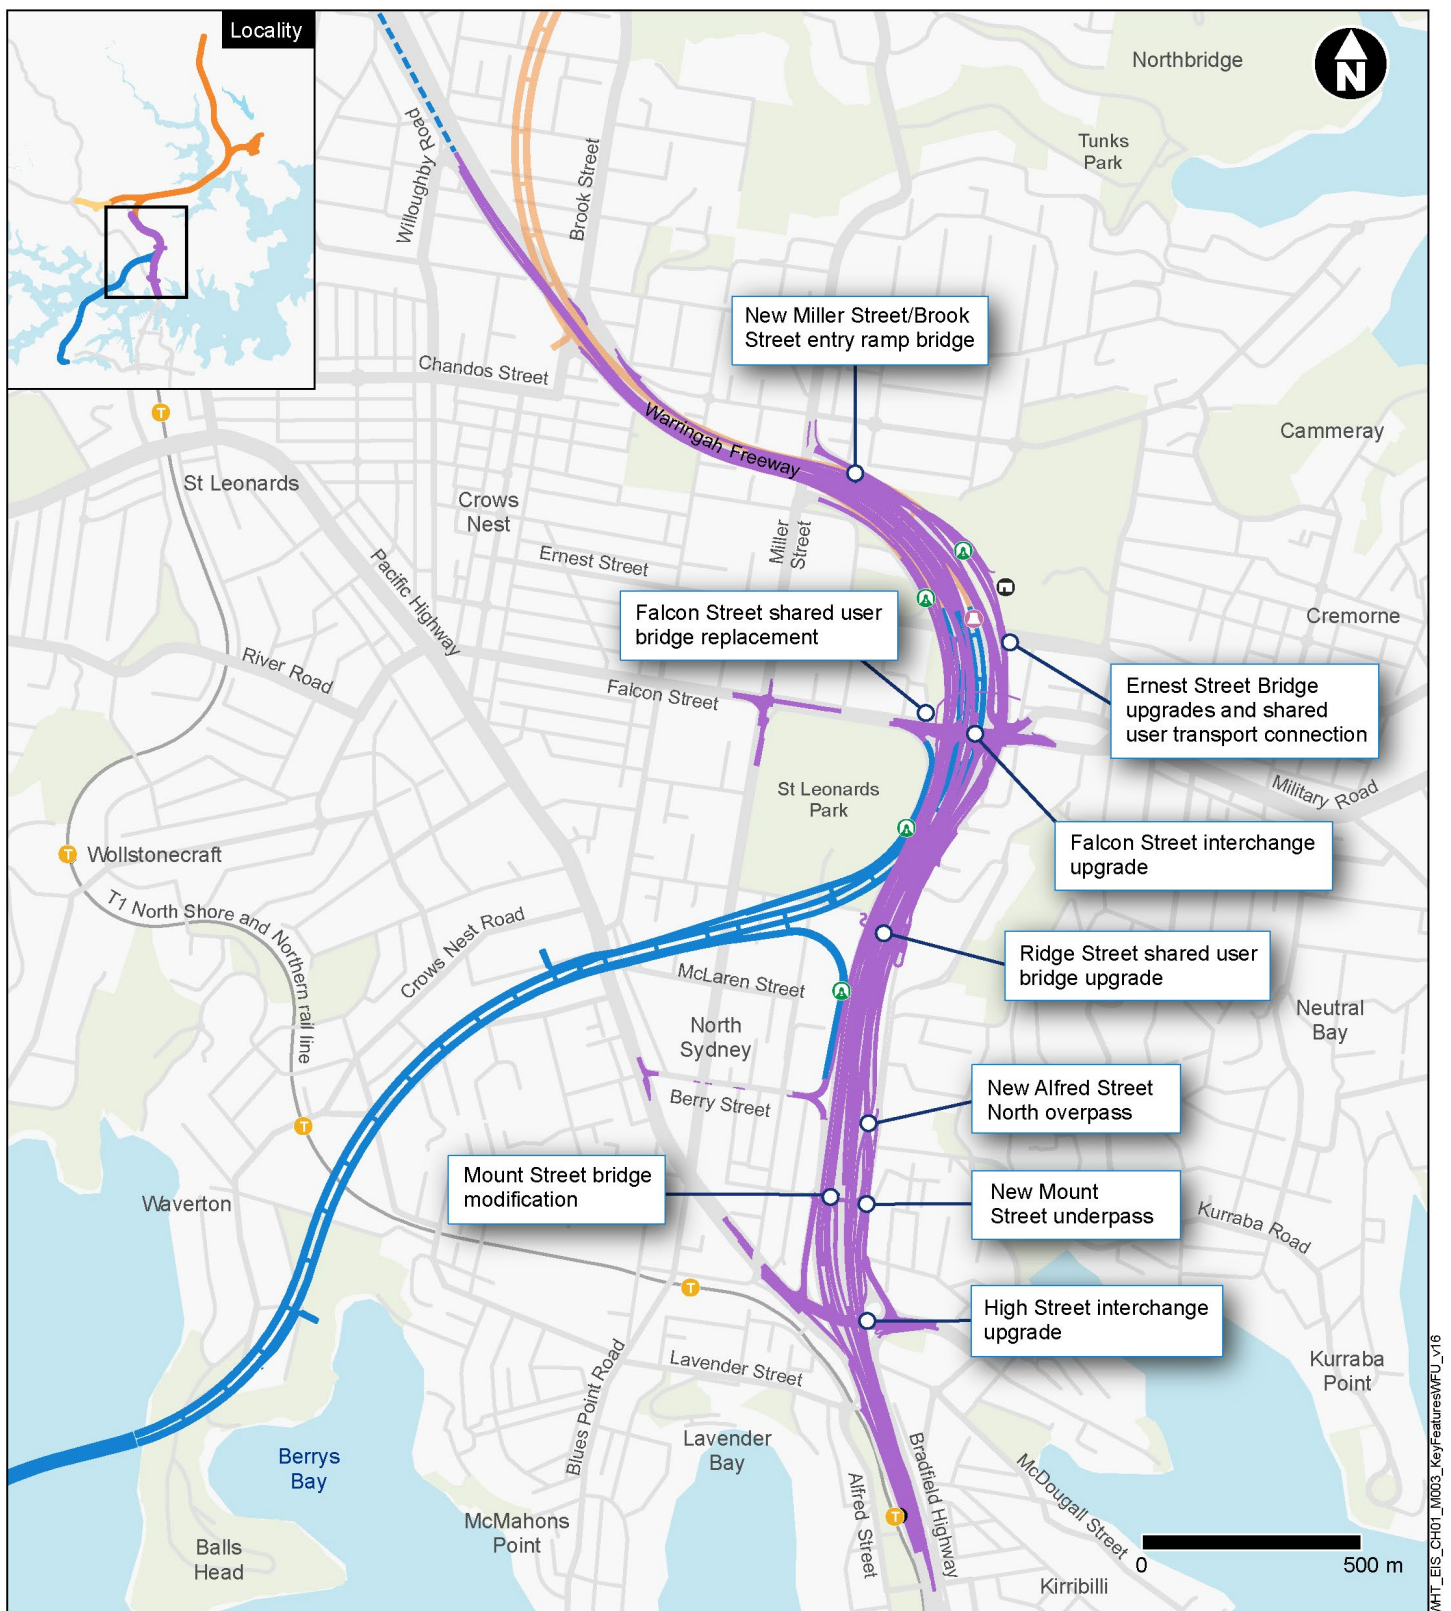 Locality
N
Northbridge
Tunks
Park
Willoughby Road
Brook Street
New Miller Street/Brook
Street entry ramp bridge
Chandos Street
T
Warringah Freeway
Cammeray
St Leonards
Crows
Nest
Miller
Street
Ernest Street
Pacific Highway
Falcon Street shared user
bridge replacement
Cremorne
River Road
Falcon Street
Ernest Street Bridge
upgrades and shared
user transport connection
Military Road
St Leonards
Park
Falcon Street interchange
upgrade
T
Wollstonecraft
T1 North Shore and Northern rail line
Crows Nest Road
Ridge Street shared user
bridge upgrade
McLaren Street
North
Sydney
Neutral
Bay
Berry Street
New Alfred Street
North overpass
T
Mount Street bridge
modification
New Mount
Street underpass
Waverton
Kurraba Road
T
High Street interchange
upgrade
Lavender Street
Blues Point Road
Kurraba
Point
Berrys
Bay
Lavender
Bay
Alfred Street
Bradfield Highway
McDougall Street
T
McMahons
Point
Balls
Head
Kirribilli
0
500 m
WHT_EIS_CH01_M003_KeyFeaturesWFU_v16